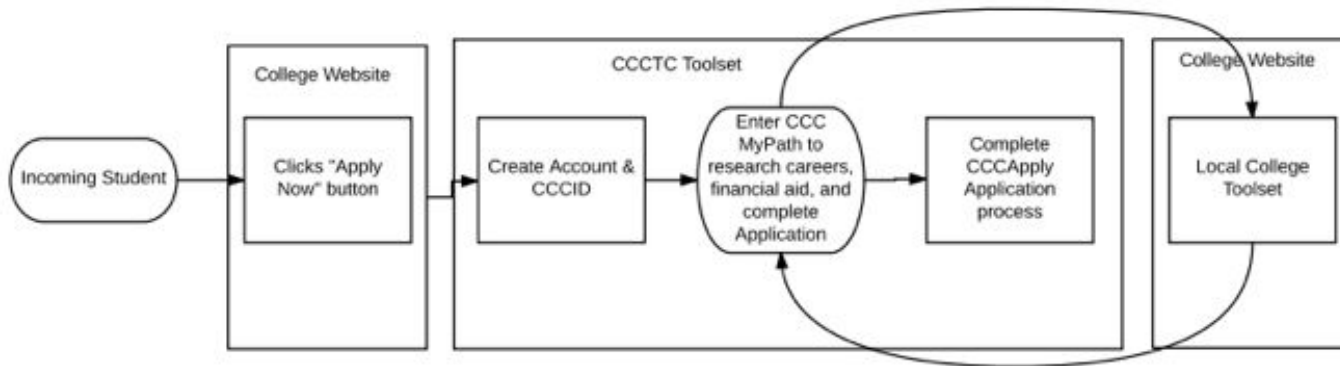 College Website
CCCTC Toolset
College Website
Incoming Student
Clicks "Apply
Now" button
Create Account &
CCCID
Enter CCC
MyPath to
research careers,
financial aid, and
complete
Application
Complete
CCCApply
Application
process
Local College
Toolset